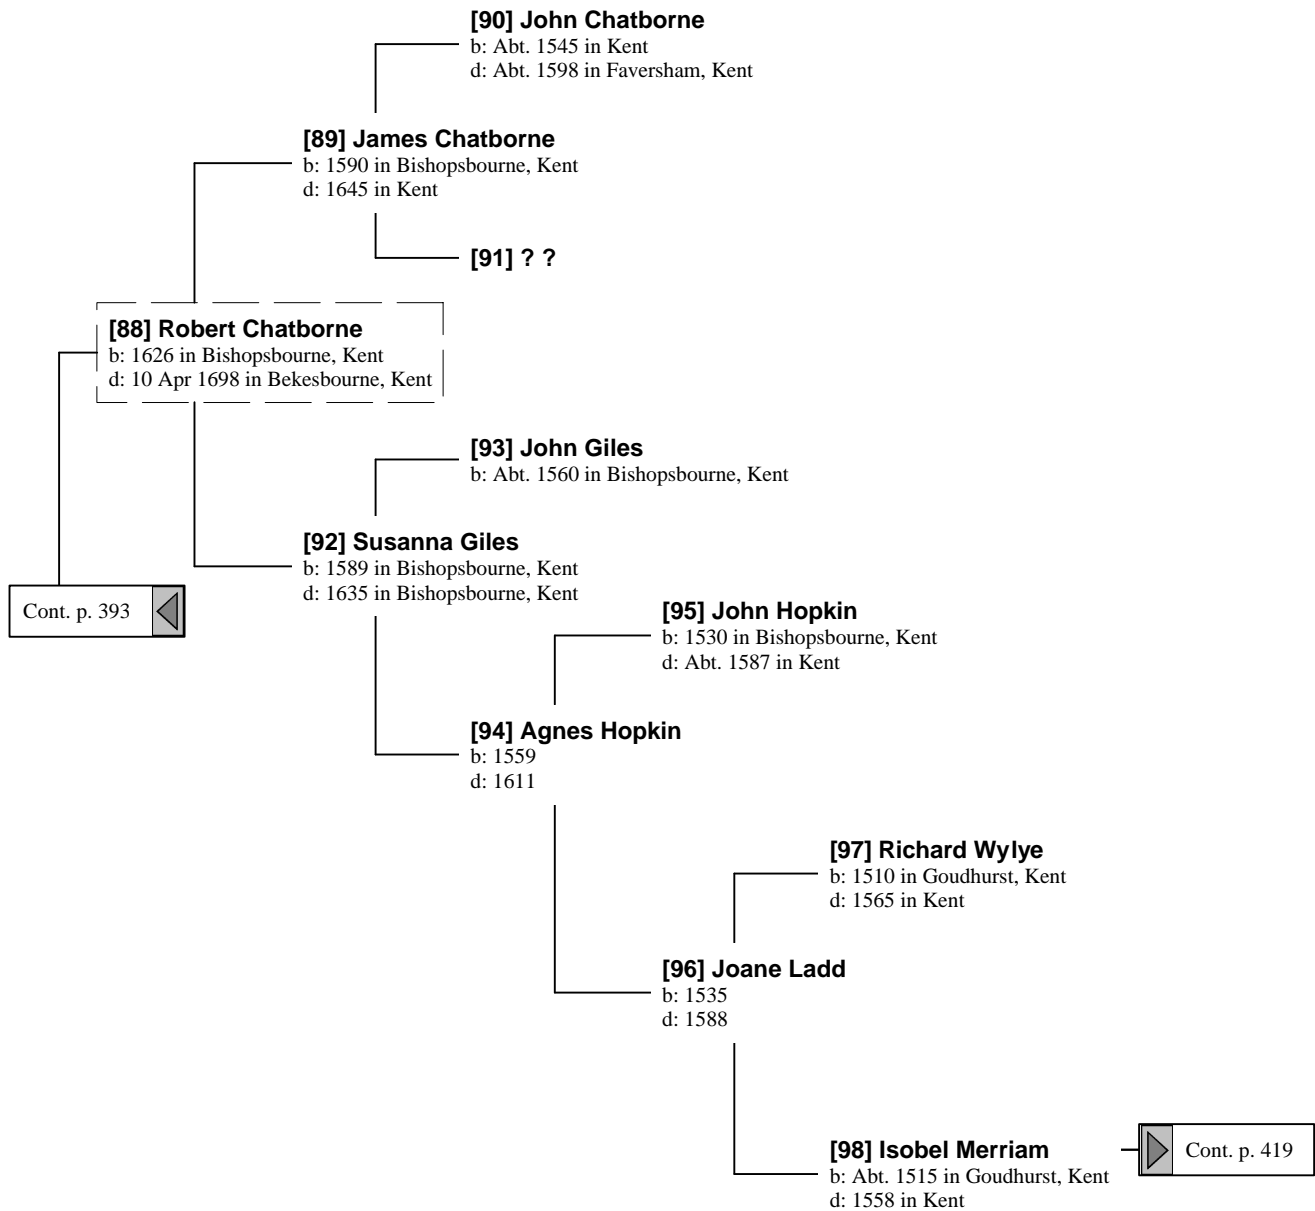 [90] John Chatborne
b: Abt. 1545 in Kent
d: Abt. 1598 in Faversham, Kent
[89] James Chatborne
b: 1590 in Bishopsbourne, Kent
d: 1645 in Kent
[91] ? ?
[88] Robert Chatborne
b: 1626 in Bishopsbourne, Kent
d: 10 Apr 1698 in Bekesbourne, Kent
[93] John Giles
b: Abt. 1560 in Bishopsbourne, Kent
[92] Susanna Giles
b: 1589 in Bishopsbourne, Kent
d: 1635 in Bishopsbourne, Kent
Cont. p. 393
[95] John Hopkin
b: 1530 in Bishopsbourne, Kent
d: Abt. 1587 in Kent
[94] Agnes Hopkin
b: 1559
d: 1611
[97] Richard Wylye
b: 1510 in Goudhurst, Kent
d: 1565 in Kent
[96] Joane Ladd
b: 1535
d: 1588
[98] Isobel Merriam
b: Abt. 1515 in Goudhurst, Kent
d: 1558 in Kent
Cont. p. 419